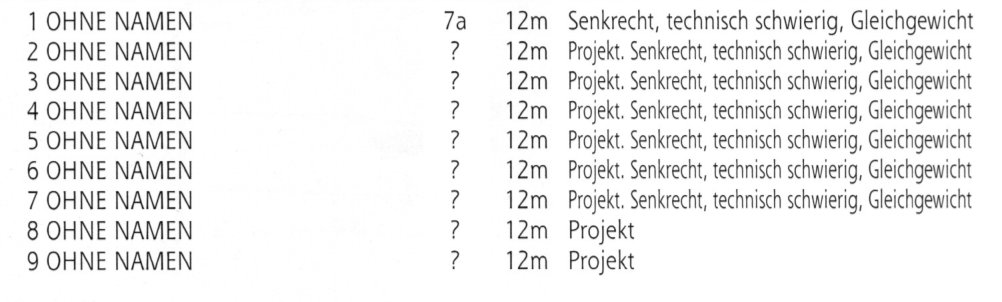 1 OHNE NAMEN 7a 12m Senkrecht, technisch schwierig, Gleichgewicht
2 OHNE NAMEN ? 12m Projekt. Senkrecht, technisch schwierig, Gleichgewicht
3 OHNE NAMEN ? 12m Projekt. Senkrecht, technisch schwierig, Gleichgewicht
4 OHNE NAMEN ? 12m Projekt. Senkrecht, technisch schwierig, Gleichgewicht
5 OHNE NAMEN ? 12m Projekt. Senkrecht, technisch schwierig, Gleichgewicht
6 OHNE NAMEN ? 12m Projekt. Senkrecht, technisch schwierig, Gleichgewicht
7 OHNE NAMEN ? 12m Projekt. Senkrecht, technisch schwierig, Gleichgewicht
8 OHNE NAMEN ? 12m Projekt
9 OHNE NAMEN ? 12m Projekt